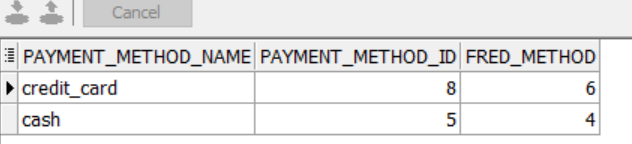 Cancel
PAYMENT_METHOD_NAME PAYMENT_METHOD_ID FRED_METHOD
credit_card 8 6
cash 5 4